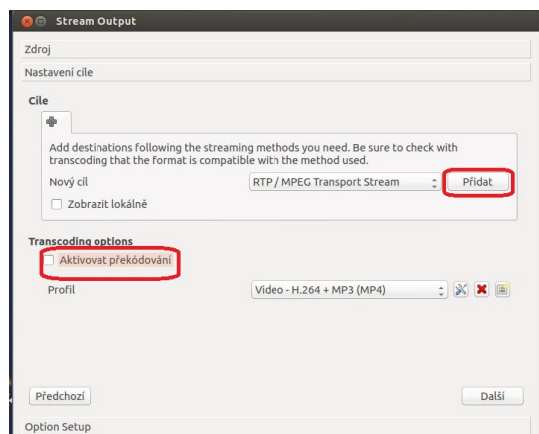 Stream Output
Zdroj
Nastavení cíle
Cíle
Add destinations following the streaming methods you need. Be sure to check with
transcoding that the format is compatible with the method used.
Nový cíl
RTP / MPEG Transport Stream
Přidat
Zobrazit lokálně
Transcoding options
Aktivovat překódování
Profil
Video - H.264 + MP3 (MP4)
Předchozí
Další
Option Setup